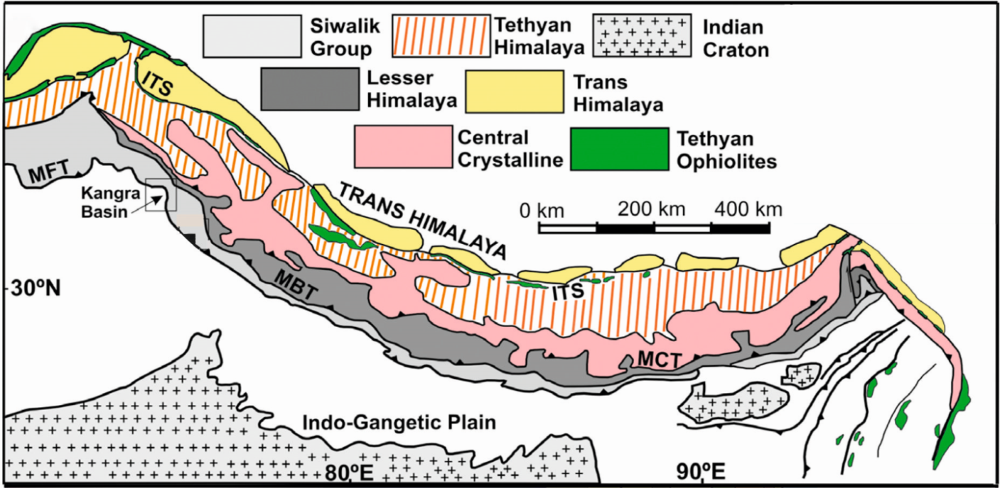 Siwalik
Group
Tethyan
Himalaya
Indian
Craton
Lesser
Himalaya
Trans
Himalaya
Central
Crystalline
Tethyan
Ophiolites
ITS
MFT
Kangra
Basin
TRANS HIMALAYA
0 km 200 km 400 km
30ºN
MBT
ITS
MCT
Indo-Gangetic Plain
80ºE
90ºE